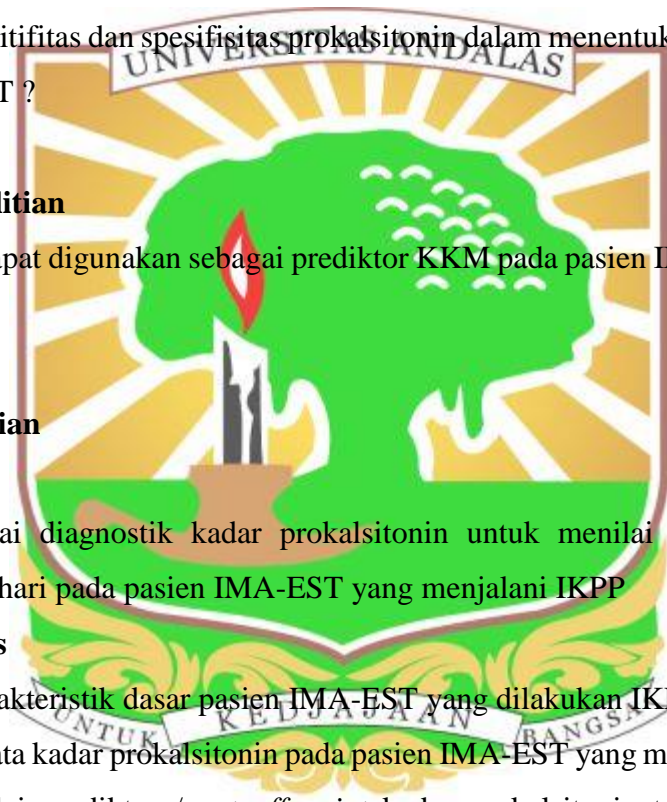 itifitas dan spesifisitas prokalsitonin dalam menentuk
UNIVERSITAS ANDALAS
T ?
litian
apat digunakan sebagai prediktor KKM pada pasien I
ian
ai diagnostik kadar prokalsitonin untuk menilai
hari pada pasien IMA-EST yang menjalani IKPP
s
akteristik dasar pasien IMA-EST yang dilakukan IK
UNTUK KEDJAJAAN BANGSA
ata kadar prokalsitonin pada pasien IMA-EST yang m